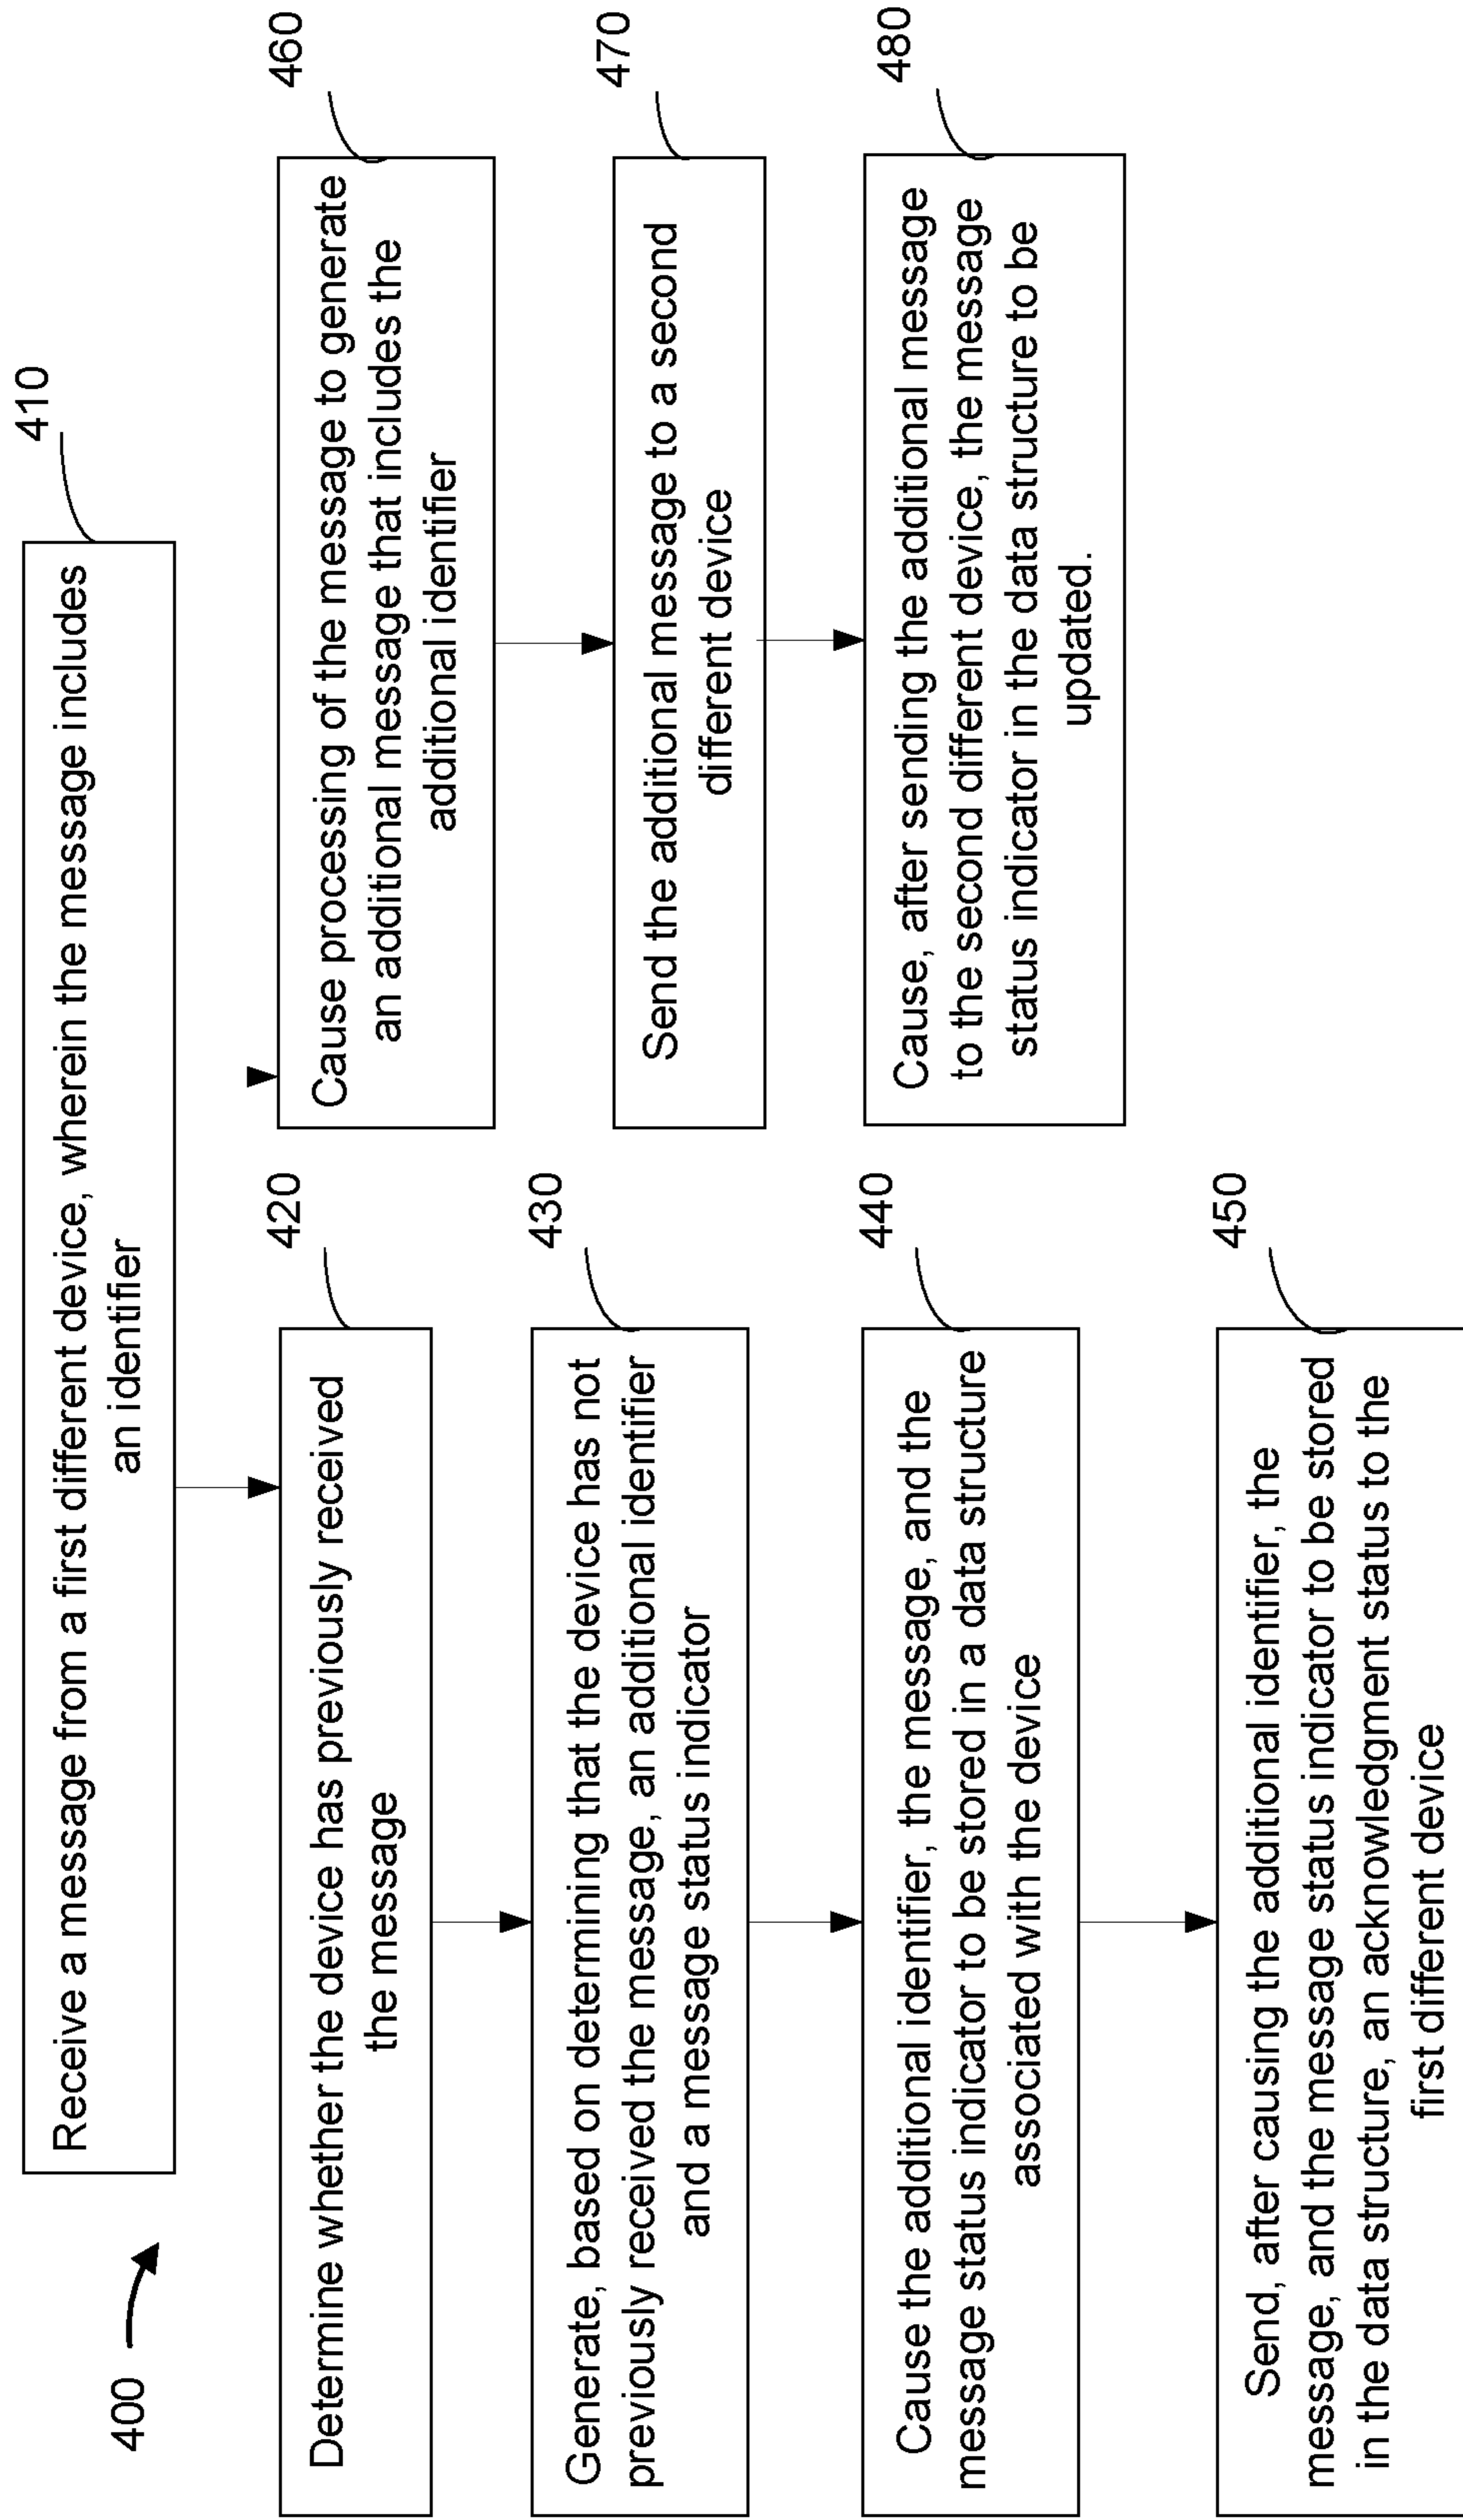 400
410
Receive a message from a first different device, wherein the message includes
an identifier
420
Determine whether the device has previously received
the message
430
Generate, based on determining that the device has not
previously received the message, an additional identifier
and a message status indicator
440
Cause the additional identifier, the message, and the
message status indicator to be stored in a data structure
associated with the device
450
Send, after causing the additional identifier, the
message, and the message status indicator to be stored
in the data structure, an acknowledgment status to the
first different device
460
Cause processing of the message to generate
an additional message that includes the
additional identifier
470
Send the additional message to a second
different device
480
Cause, after sending the additional message
to the second different device, the message
status indicator in the data structure to be
updated.